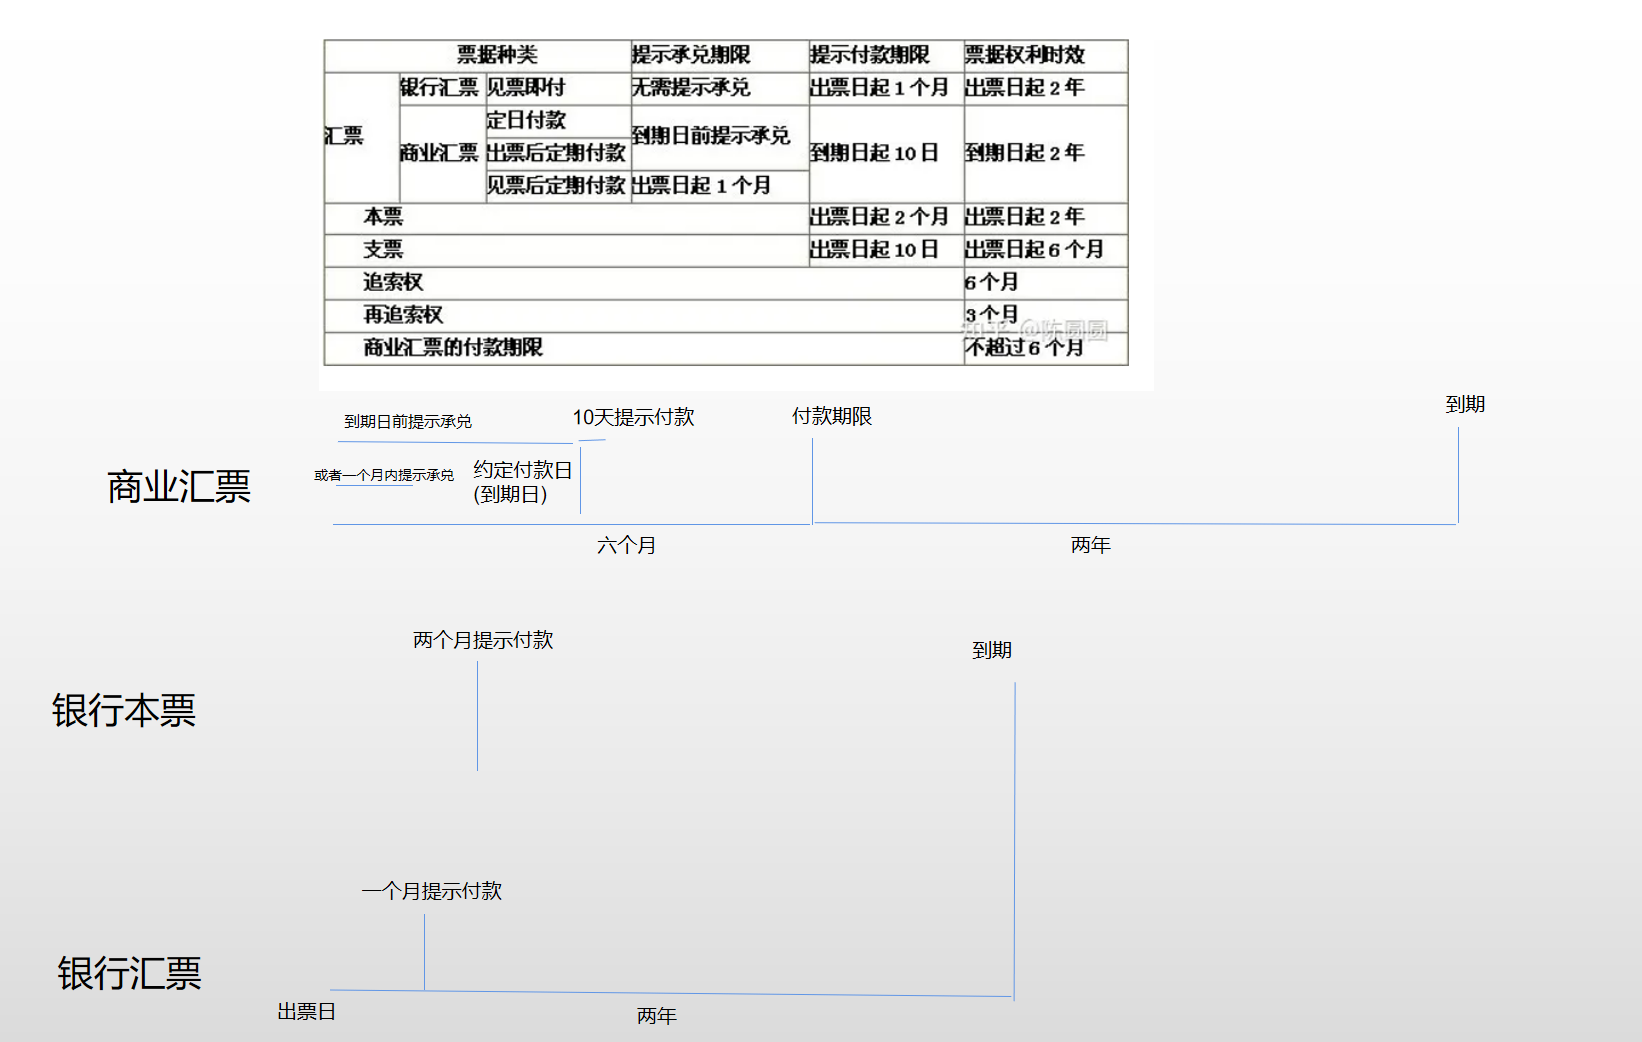 票据种类 提示承兑期限 提示付款期限 票据权利时效
汇票 银行汇票 见票即付 无需提示承兑 出票日起1个月 出票日起2年
商业汇票 定日付款 到期日前提示承兑 到期日起10日 到期日起2年
出票后定期付款
见票后定期付款 出票日起1个月
本票 出票日起2个月 出票日起2年
支票 出票日起10日 出票日起6个月
追索权 6个月
再追索权 3个月
知乎 @陈圆圆
商业汇票的付款期限 不超过6个月
到期日前提示承兑 10天提示付款 付款期限 到期
商业汇票
或者一个月内提示承兑 约定付款日
(到期日)
六个月 两年
两个月提示付款 到期
银行本票
一个月提示付款
银行汇票
出票日 两年